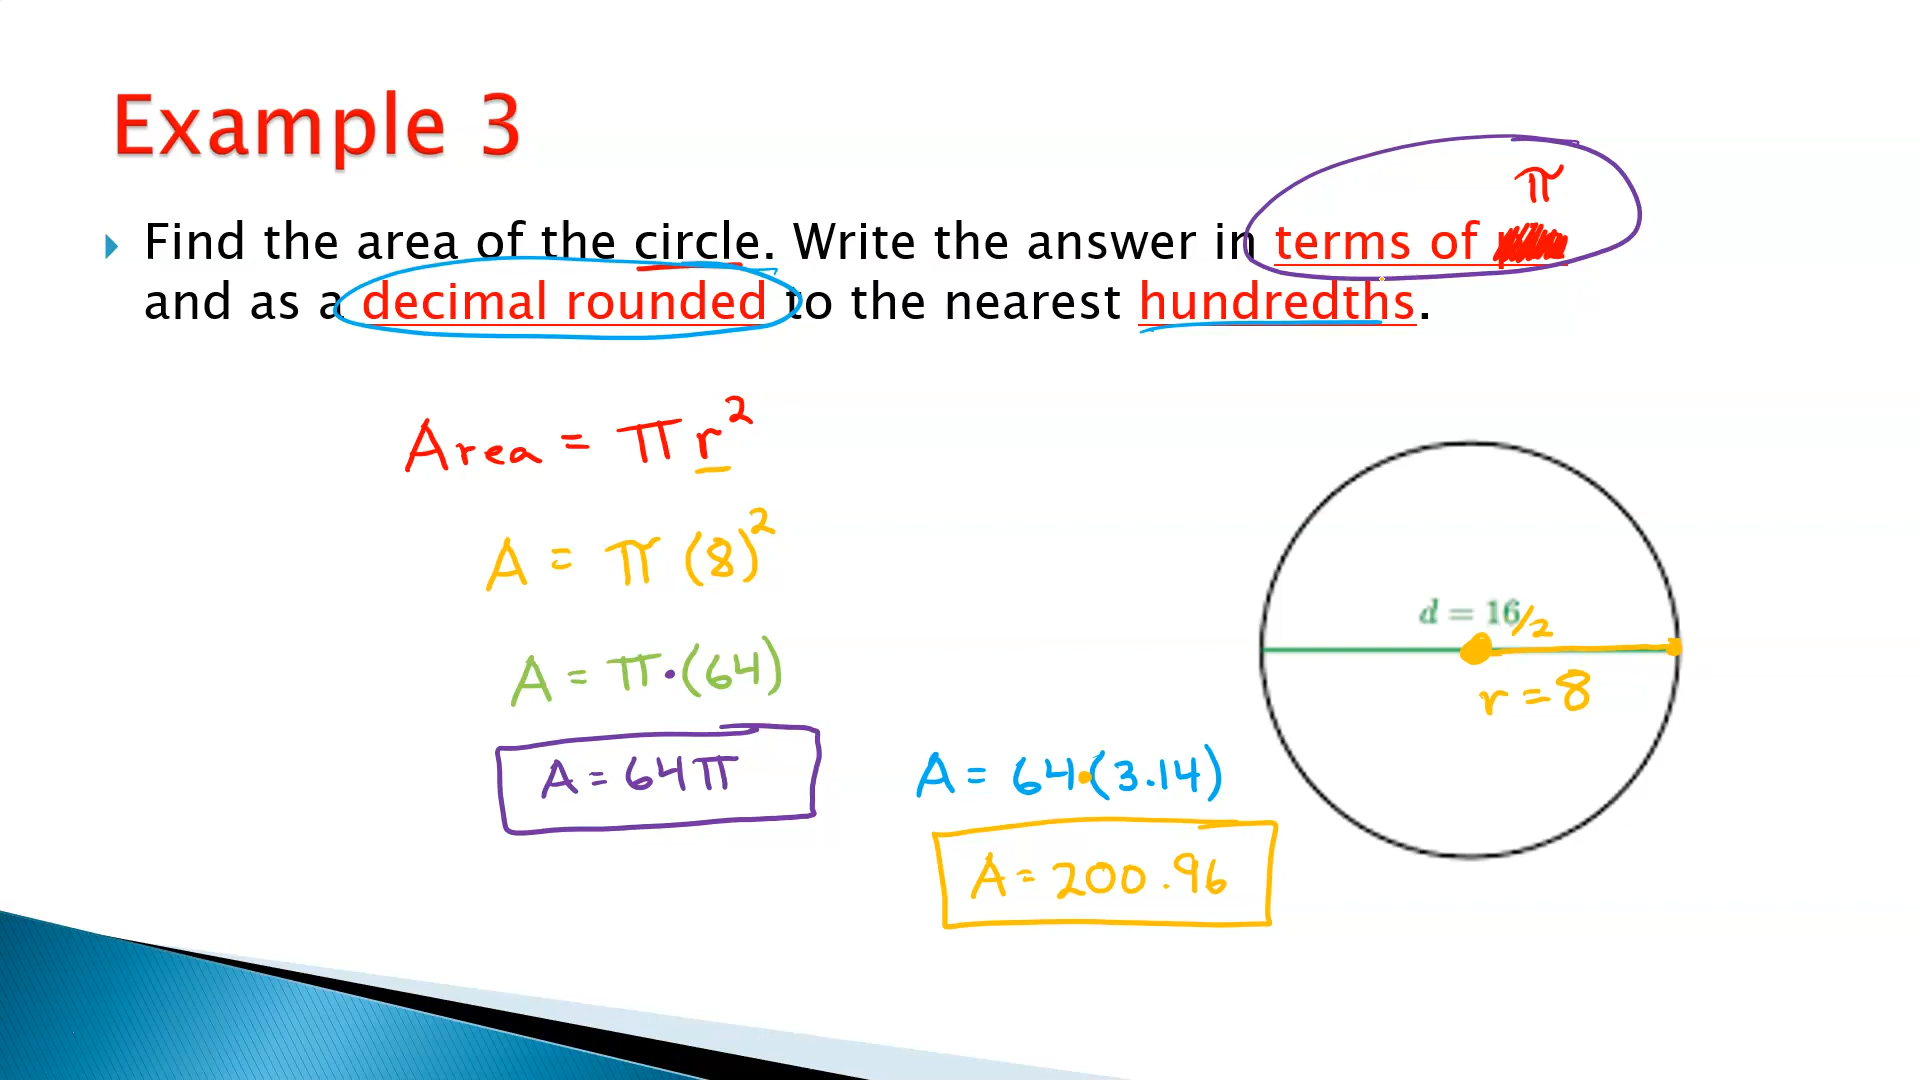 Example 3
π
Find the area of the circle. Write the answer in terms of
and as a decimal rounded to the nearest hundredths.
Area = πr²
A = π(8)²
d = 16/2
A = π·(64)
r = 8
A = 64π
A = 64·(3.14)
A = 200.96